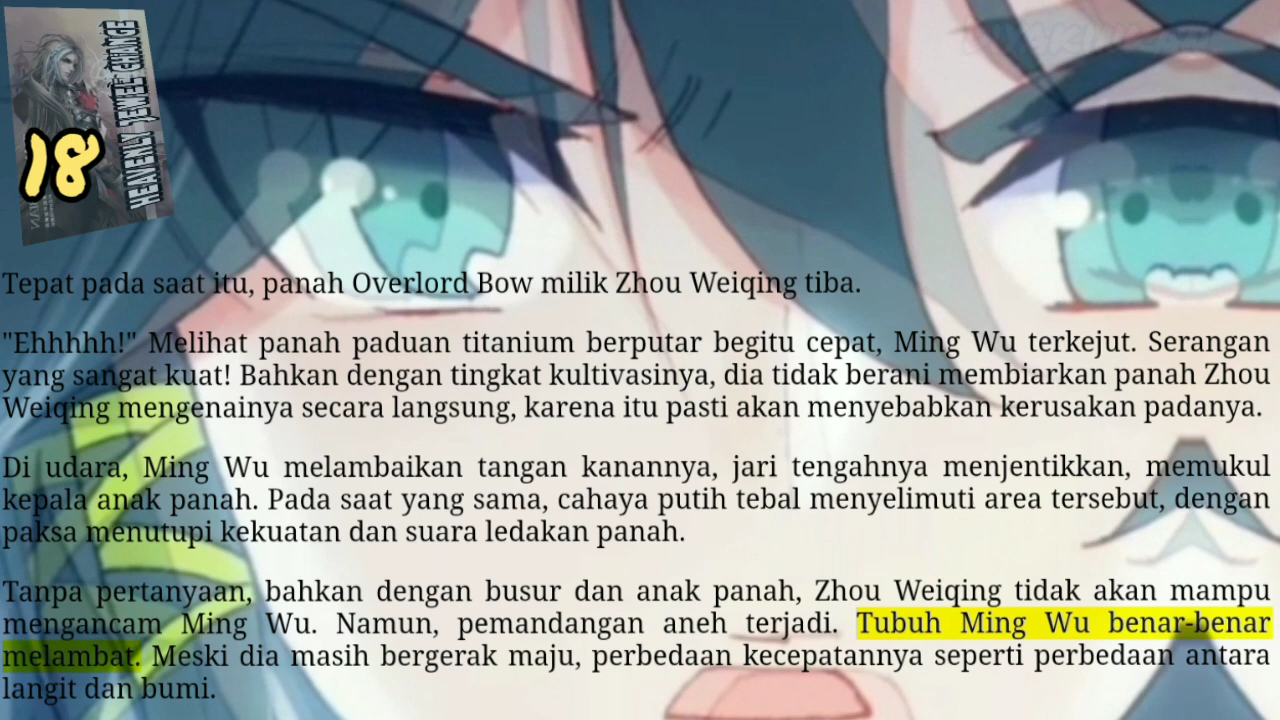 HEAVENLY JEWEL CHANGE
18
Tepat pada saat itu, panah Overlord Bow milik Zhou Weiqing tiba.
"Ehhhhh!" Melihat panah paduan titanium berputar begitu cepat, Ming Wu terkejut. Serangan
yang sangat kuat! Bahkan dengan tingkat kultivasinya, dia tidak berani membiarkan panah Zhou
Weiqing mengenainya secara langsung, karena itu pasti akan menyebabkan kerusakan padanya.
Di udara, Ming Wu melambaikan tangan kanannya, jari tengahnya menjentikkan, memukul
kepala anak panah. Pada saat yang sama, cahaya putih tebal menyelimuti area tersebut, dengan
paksa menutupi kekuatan dan suara ledakan panah.
Tanpa pertanyaan, bahkan dengan busur dan anak panah, Zhou Weiqing tidak akan mampu
mengancam Ming Wu. Namun, pemandangan aneh terjadi. Tubuh Ming Wu benar-benar
melambat. Meski dia masih bergerak maju, perbedaan kecepatannya seperti perbedaan antara
langit dan bumi.